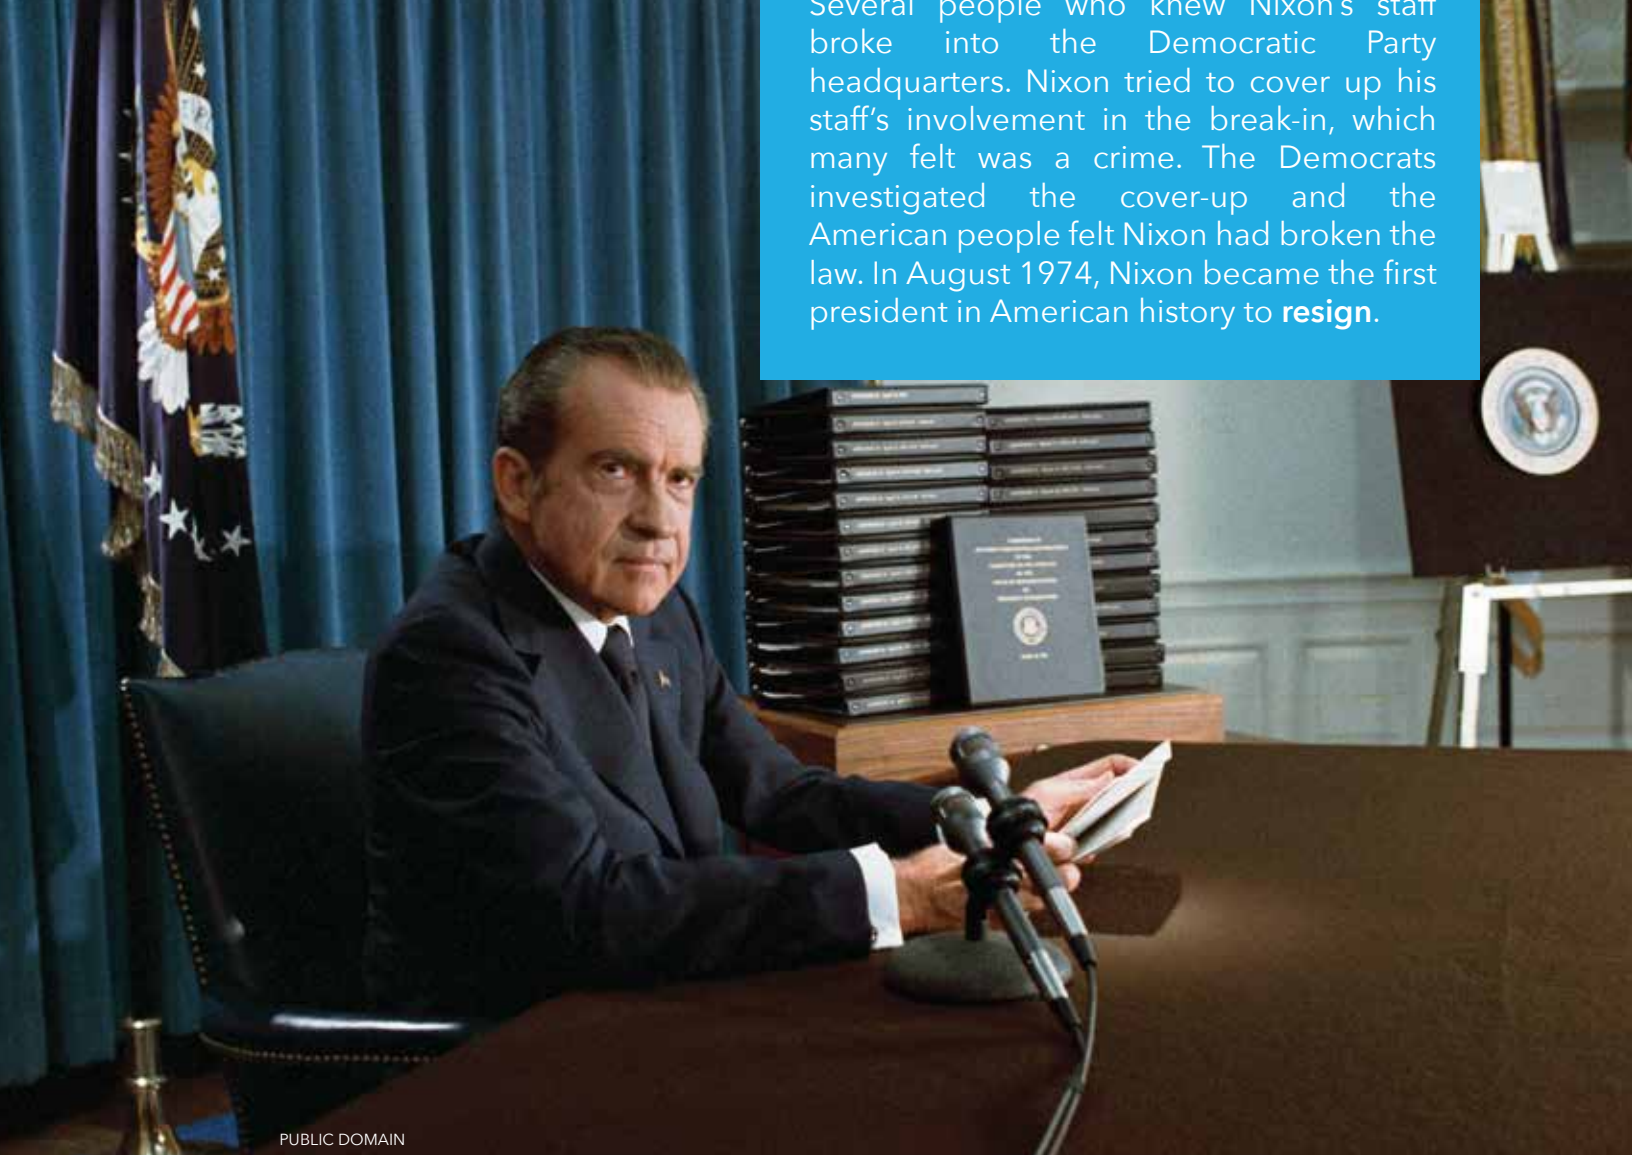 Several people who knew Nixon's staff
broke into the Democratic Party
headquarters. Nixon tried to cover up his
staff’s involvement in the break-in, which
many felt was a crime. The Democrats
investigated the cover-up and the
American people felt Nixon had broken the
law. In August 1974, Nixon became the first
president in American history to resign.
PUBLIC DOMAIN